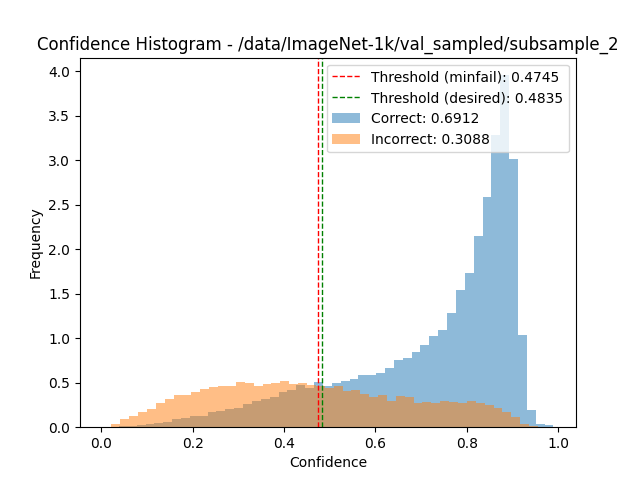 Confidence Histogram - /data/ImageNet-1k/val_sampled/subsample_2
Threshold (minfail): 0.4745
Threshold (desired): 0.4835
Correct: 0.6912
Incorrect: 0.3088
Frequency
4.0
3.5
3.0
2.5
2.0
1.5
1.0
0.5
0.0
0.0 0.2 0.4 0.6 0.8 1.0
Confidence